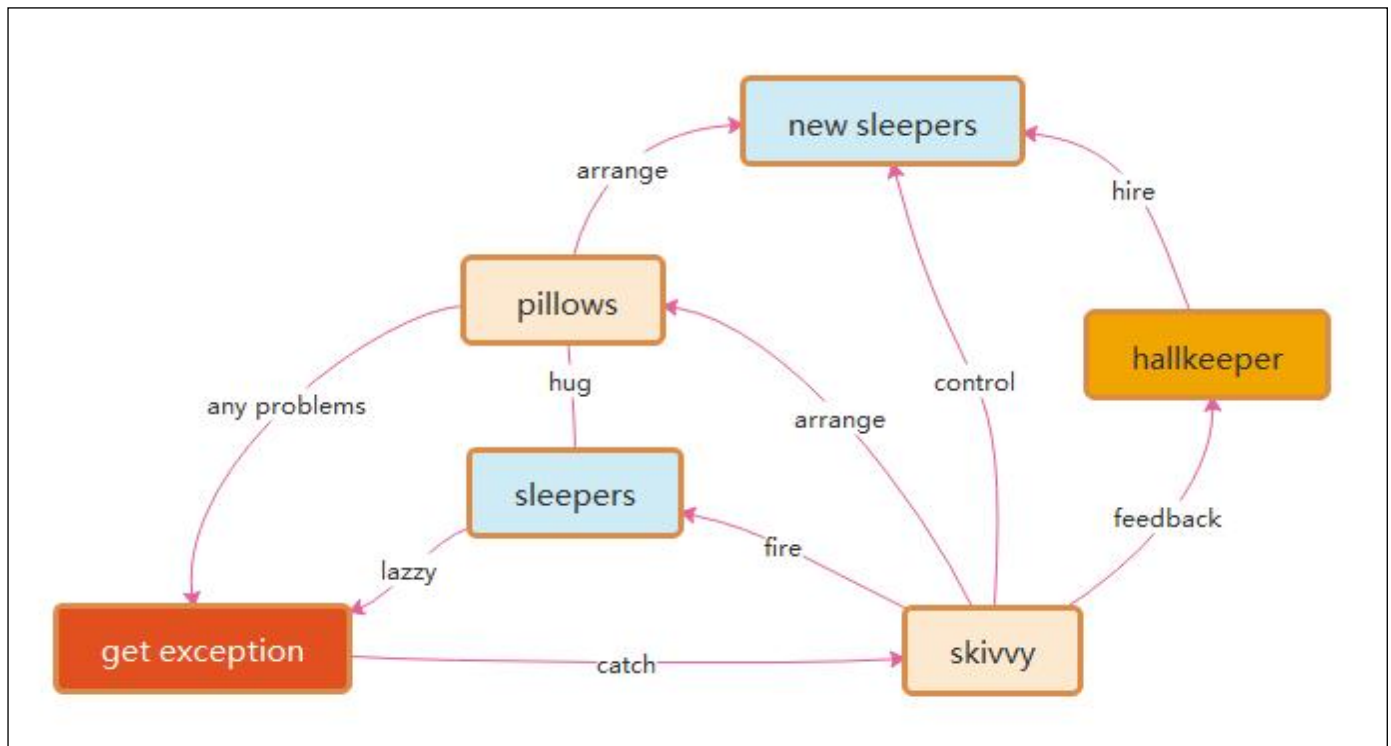 new sleepers
arrange
hire
pillows
hallkeeper
hug
control
any problems
arrange
sleepers
feedback
fire
lazzy
get exception
skivvy
catch